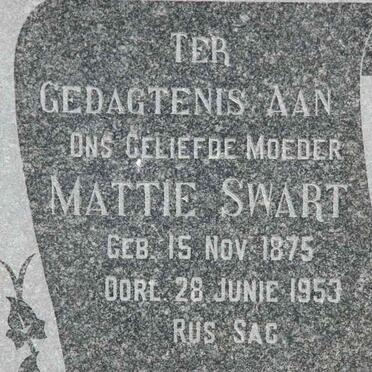 TER
GEDAGTENIS AAN
ONS GELIEFDE MOEDER
MATTIE SWART
GEB. 15 NOV. 1875
OORL. 28 JUNIE 1953
RUS SAG